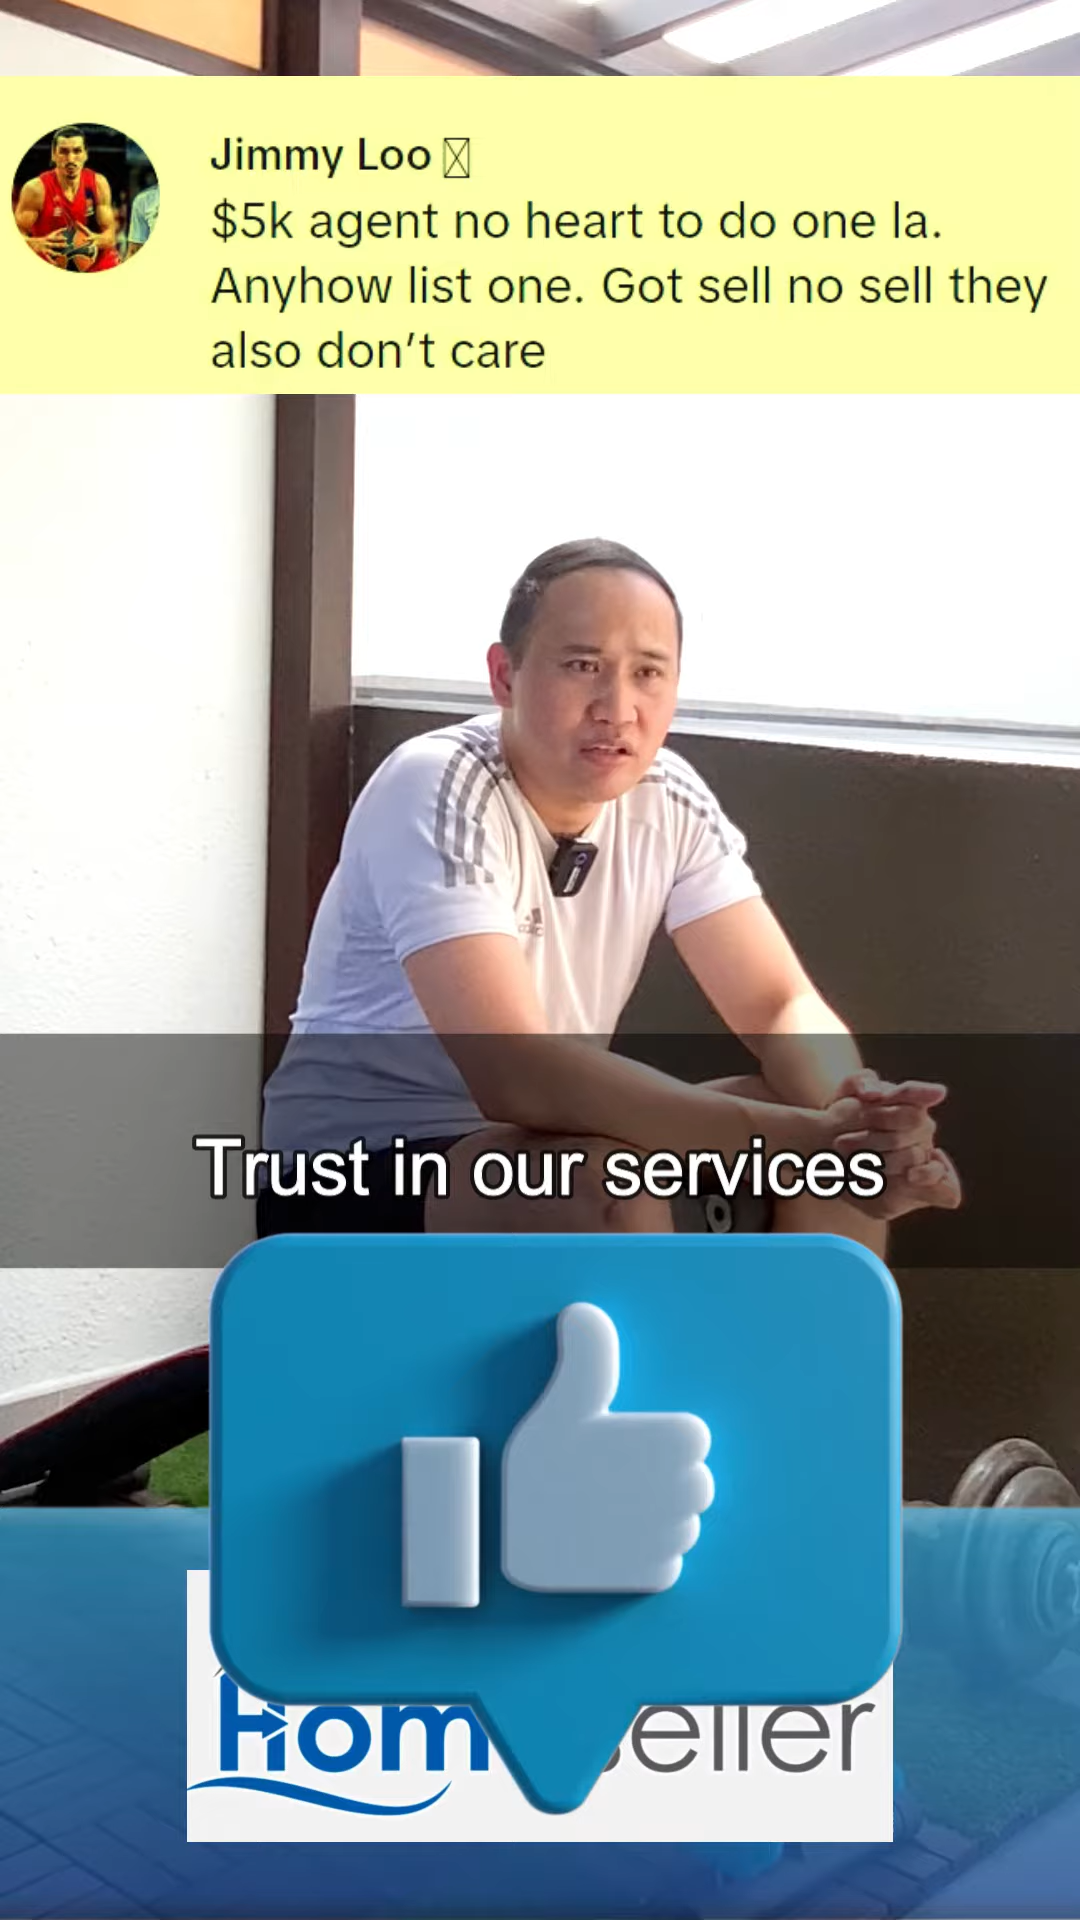 Jimmy Loo
$5k agent no heart to do one la.
Anyhow list one. Got sell no sell they
also don't care
Trust in our services